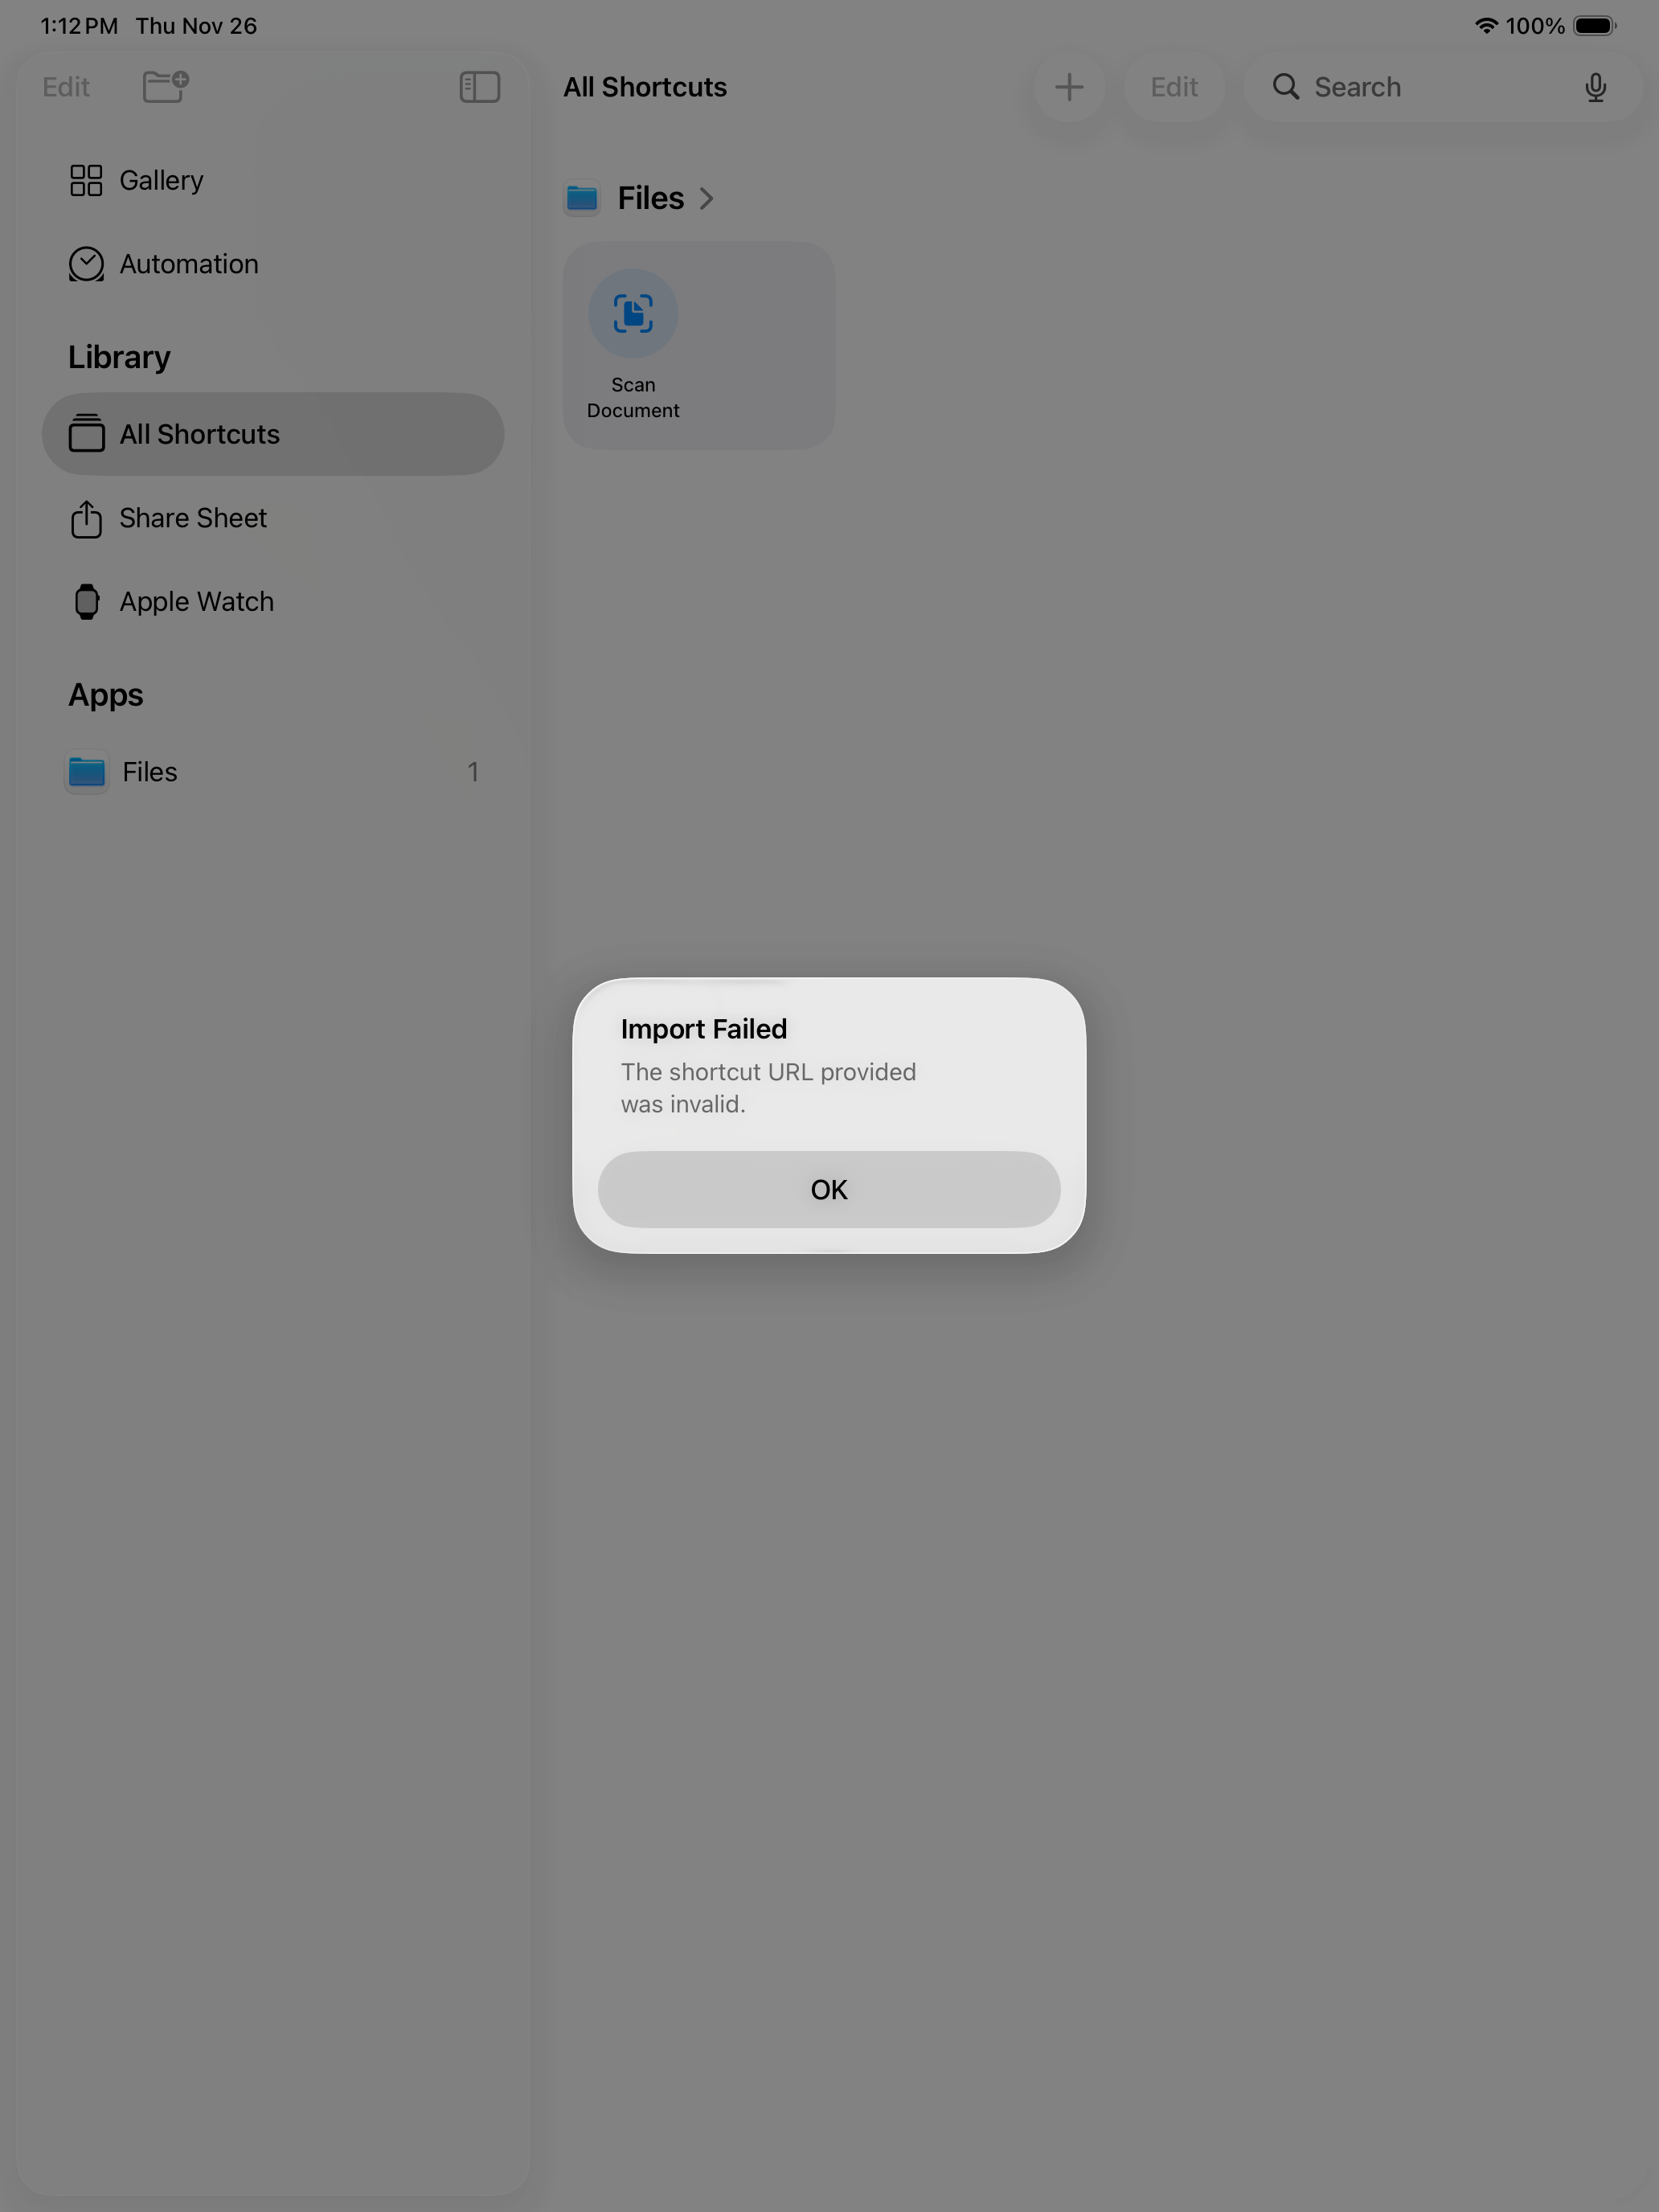 1:12 PM Thu Nov 26
100%
Edit
All Shortcuts
Edit
Search
Gallery
Automation
Library
All Shortcuts
Share Sheet
Apple Watch
Apps
Files 1
Files
Scan
Document
Import Failed
The shortcut URL provided
was invalid.
OK